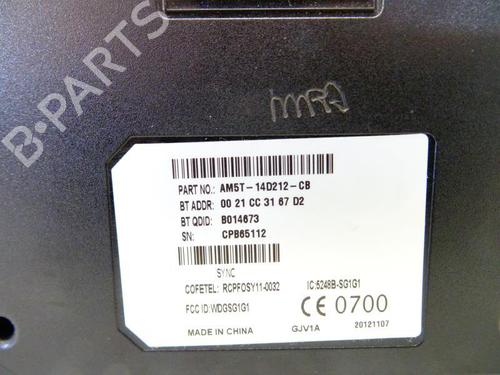 B-PARTS
PART NO.: AM5T-14D212-CB
BT ADDR: 00 21 CC 31 67 D2
BT QDID: B014673
SN: CPB65112
SYNC
COFETEL: RCPFOSY11-0032 IC:5248B-SG1G1
FCC ID:WDGSG1G1 CE 0700
MADE IN CHINA GJV1A 20121107